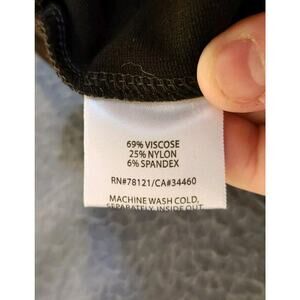 69% VISCOSE
25% NYLON
6% SPANDEX
RN#78121/CA#34460
MACHINE WASH COLD,
SEPARATELY, INSIDE OUT